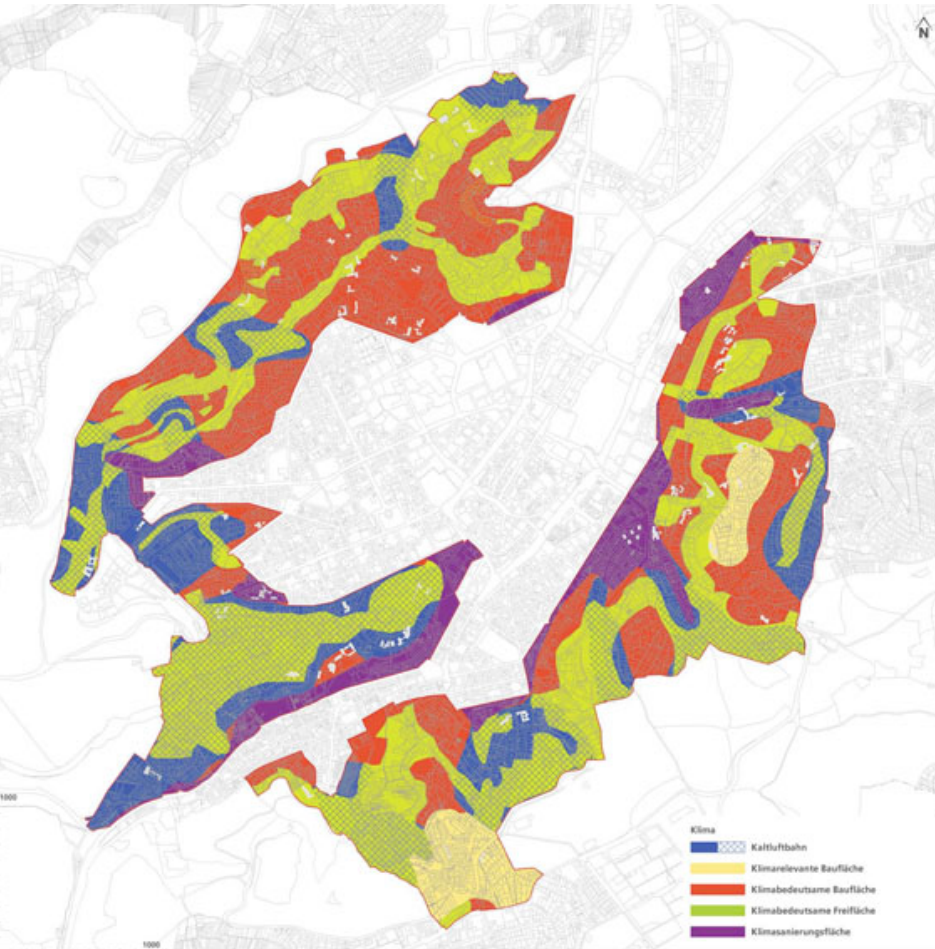 N
1000
Klima
Kaltluftbahn
Klimarelevante Baufläche
Klimabedeutsame Baufläche
Klimabedeutsame Freifläche
Klimasanierungsfläche
1000